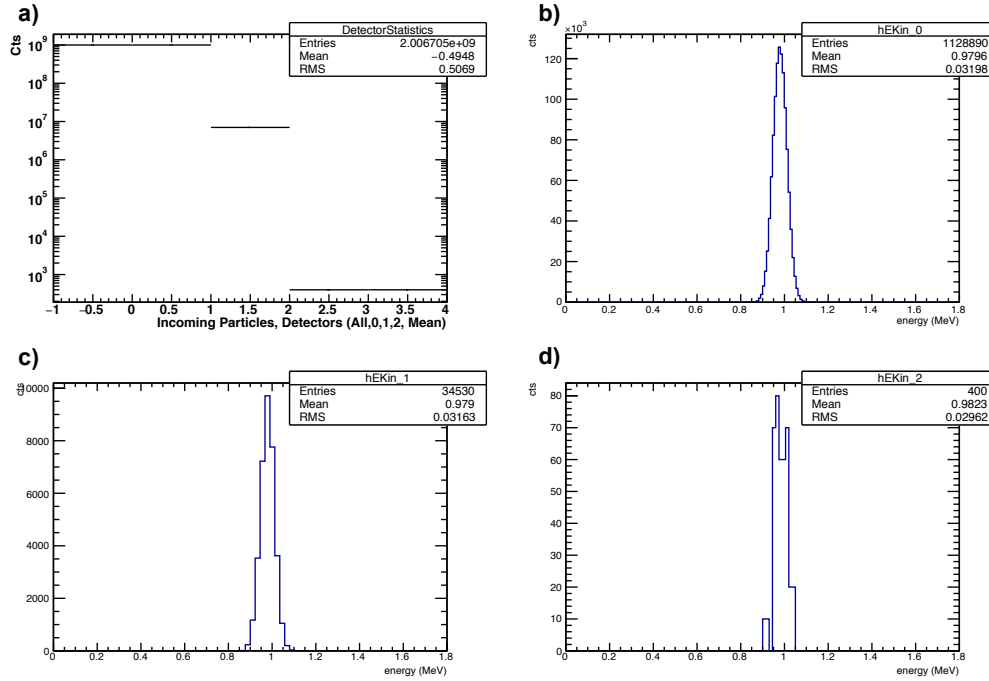 a)
DetectorStatistics
Entries 2.006705e+09
Mean −0.4948
RMS 0.5069
Cts
10⁹
10⁸
10⁷
10⁶
10⁵
10⁴
10³
−1 −0.5 0 0.5 1 1.5 2 2.5 3 3.5 4
Incoming Particles, Detectors (All,0,1,2, Mean)
b)
hEKin_0
Entries 1128890
Mean 0.9796
RMS 0.03198
cts
×10³
120
100
80
60
40
20
0
0 0.2 0.4 0.6 0.8 1 1.2 1.4 1.6 1.8
energy (MeV)
c)
hEKin_1
Entries 34530
Mean 0.979
RMS 0.03163
cts
10000
8000
6000
4000
2000
0
0 0.2 0.4 0.6 0.8 1 1.2 1.4 1.6 1.8
energy (MeV)
d)
hEKin_2
Entries 400
Mean 0.9823
RMS 0.02962
cts
80
70
60
50
40
30
20
10
0
0 0.2 0.4 0.6 0.8 1 1.2 1.4 1.6 1.8
energy (MeV)